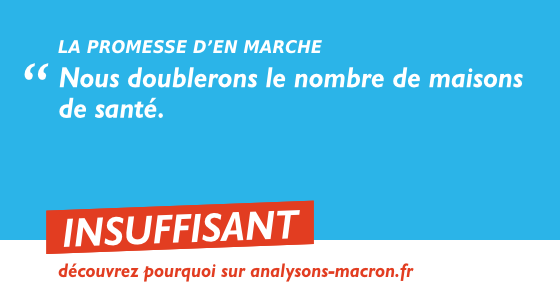 LA PROMESSE D’EN MARCHE
“ Nous doublerons le nombre de maisons
de santé.
INSUFFISANT
découvrez pourquoi sur analysons-macron.fr